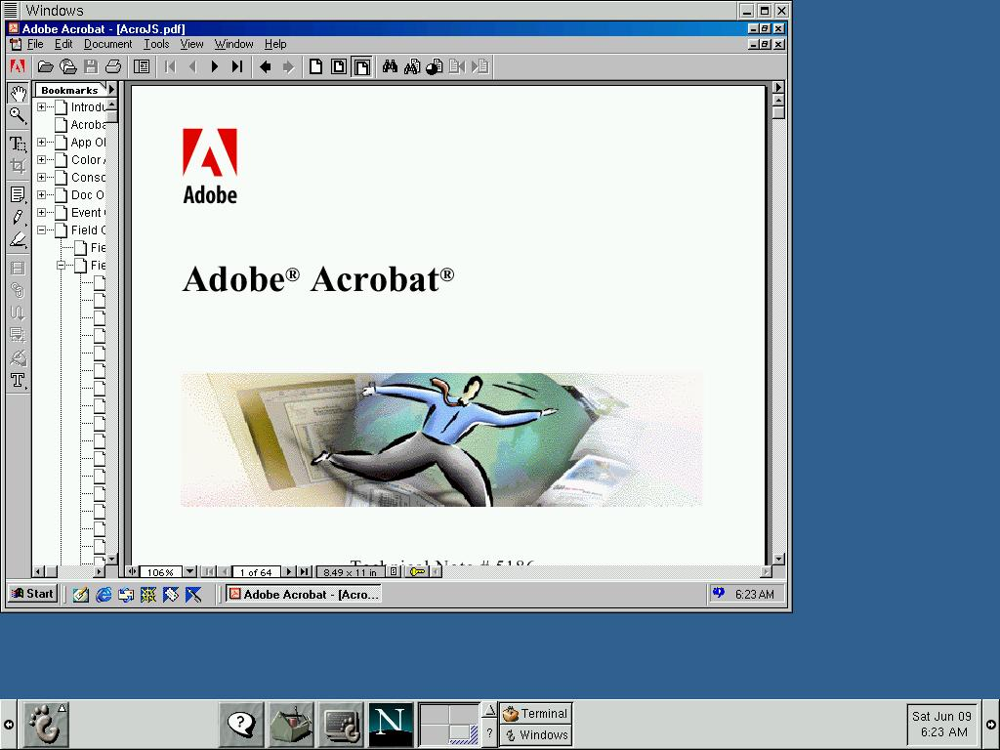 Windows
Adobe Acrobat - [AcroJS.pdf]
File Edit Document Tools View Window Help
Bookmarks
Introdu
Acroba
App Ol
Color
Conso
Doc O
Event
Field O
Fie
Fie
Adobe
Adobe® Acrobat®
Technical Note # 5186
106%
1 of 64
8.49 x 11 in
Start
Adobe Acrobat - [Acro...
6:23 AM
?
N
?
Terminal
Windows
Sat Jun 09
6:23 AM